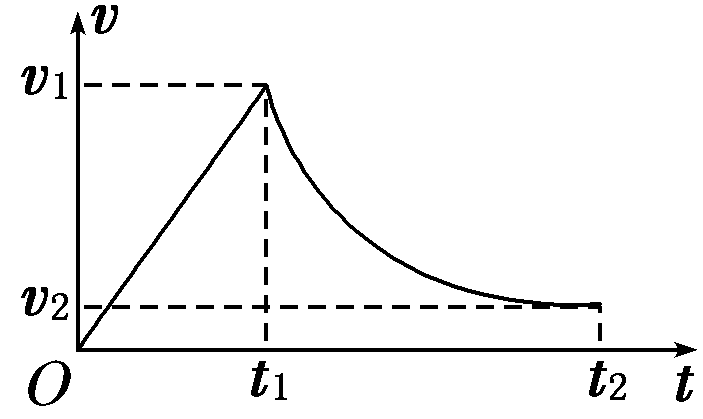 v
v₁
v₂
O
t₁
t₂
t